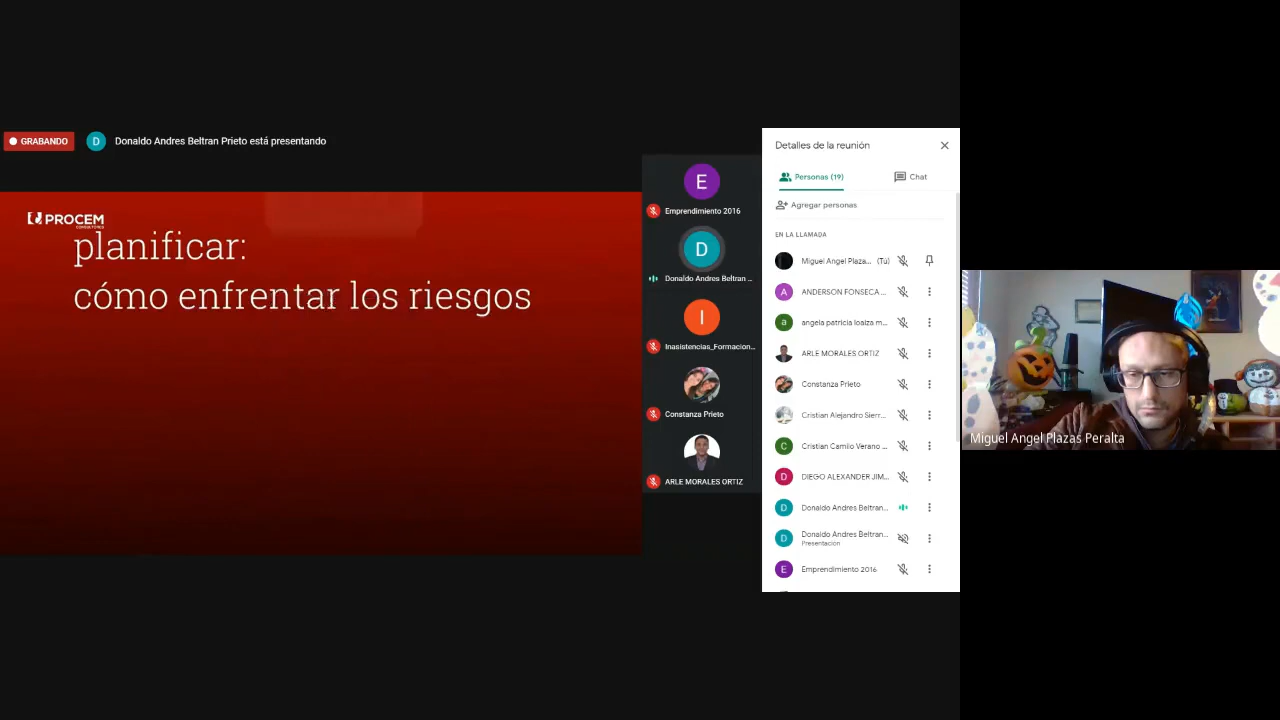 GRABANDO
D
Donaldo Andres Beltran Prieto está presentando
PROCEM
CONSULTORES
planificar:
cómo enfrentar los riesgos
E
Emprendimiento 2016
D
Donaldo Andres Beltran ...
I
Inasistencias_Formacion...
Constanza Prieto
ARLE MORALES ORTIZ
Detalles de la reunión
Personas (19)
Chat
Agregar personas
EN LA LLAMADA
Miguel Angel Plaza... (Tú)
A
ANDERSON FONSECA ...
a
angela patricia loaiza m...
ARLE MORALES ORTIZ
Constanza Prieto
Cristian Alejandro Sierr...
C
Cristian Camilo Verano ...
D
DIEGO ALEXANDER JIM...
D
Donaldo Andres Beltran...
D
Donaldo Andres Beltran...
Presentación
E
Emprendimiento 2016
Miguel Angel Plazas Peralta